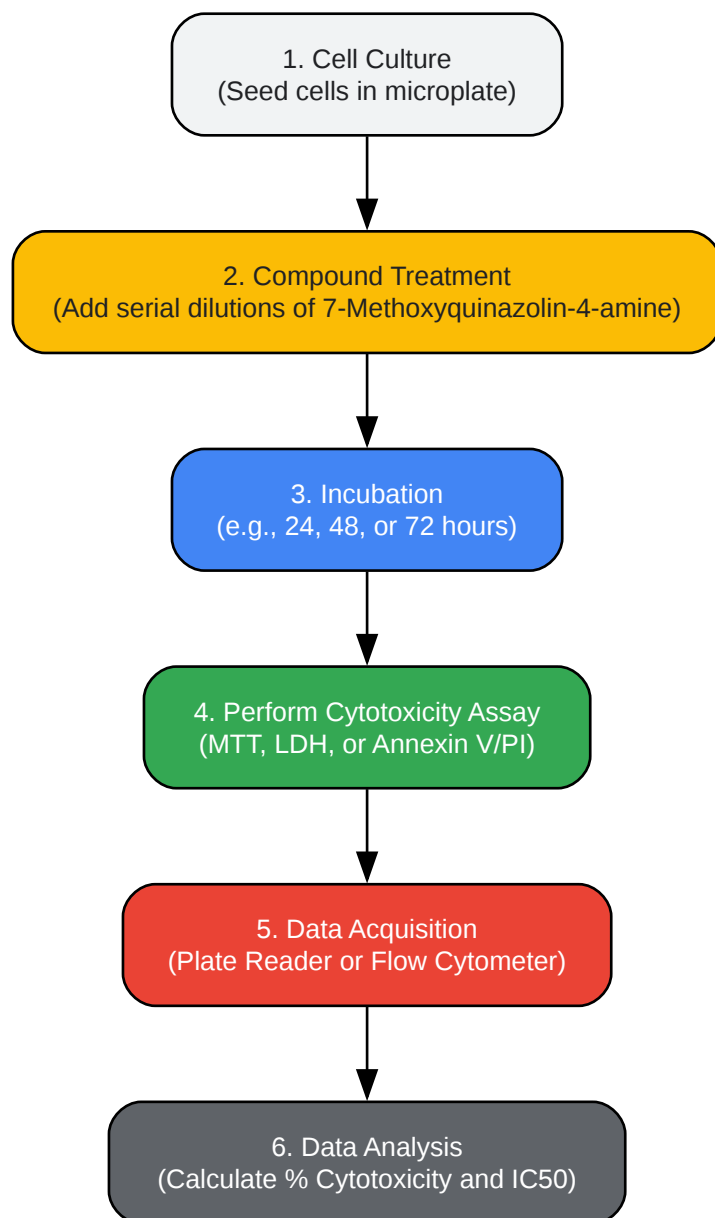 1. Cell Culture
(Seed cells in microplate)
2. Compound Treatment
(Add serial dilutions of 7-Methoxyquinazolin-4-amine)
3. Incubation
(e.g., 24, 48, or 72 hours)
4. Perform Cytotoxicity Assay
(MTT, LDH, or Annexin V/PI)
5. Data Acquisition
(Plate Reader or Flow Cytometer)
6. Data Analysis
(Calculate % Cytotoxicity and IC50)